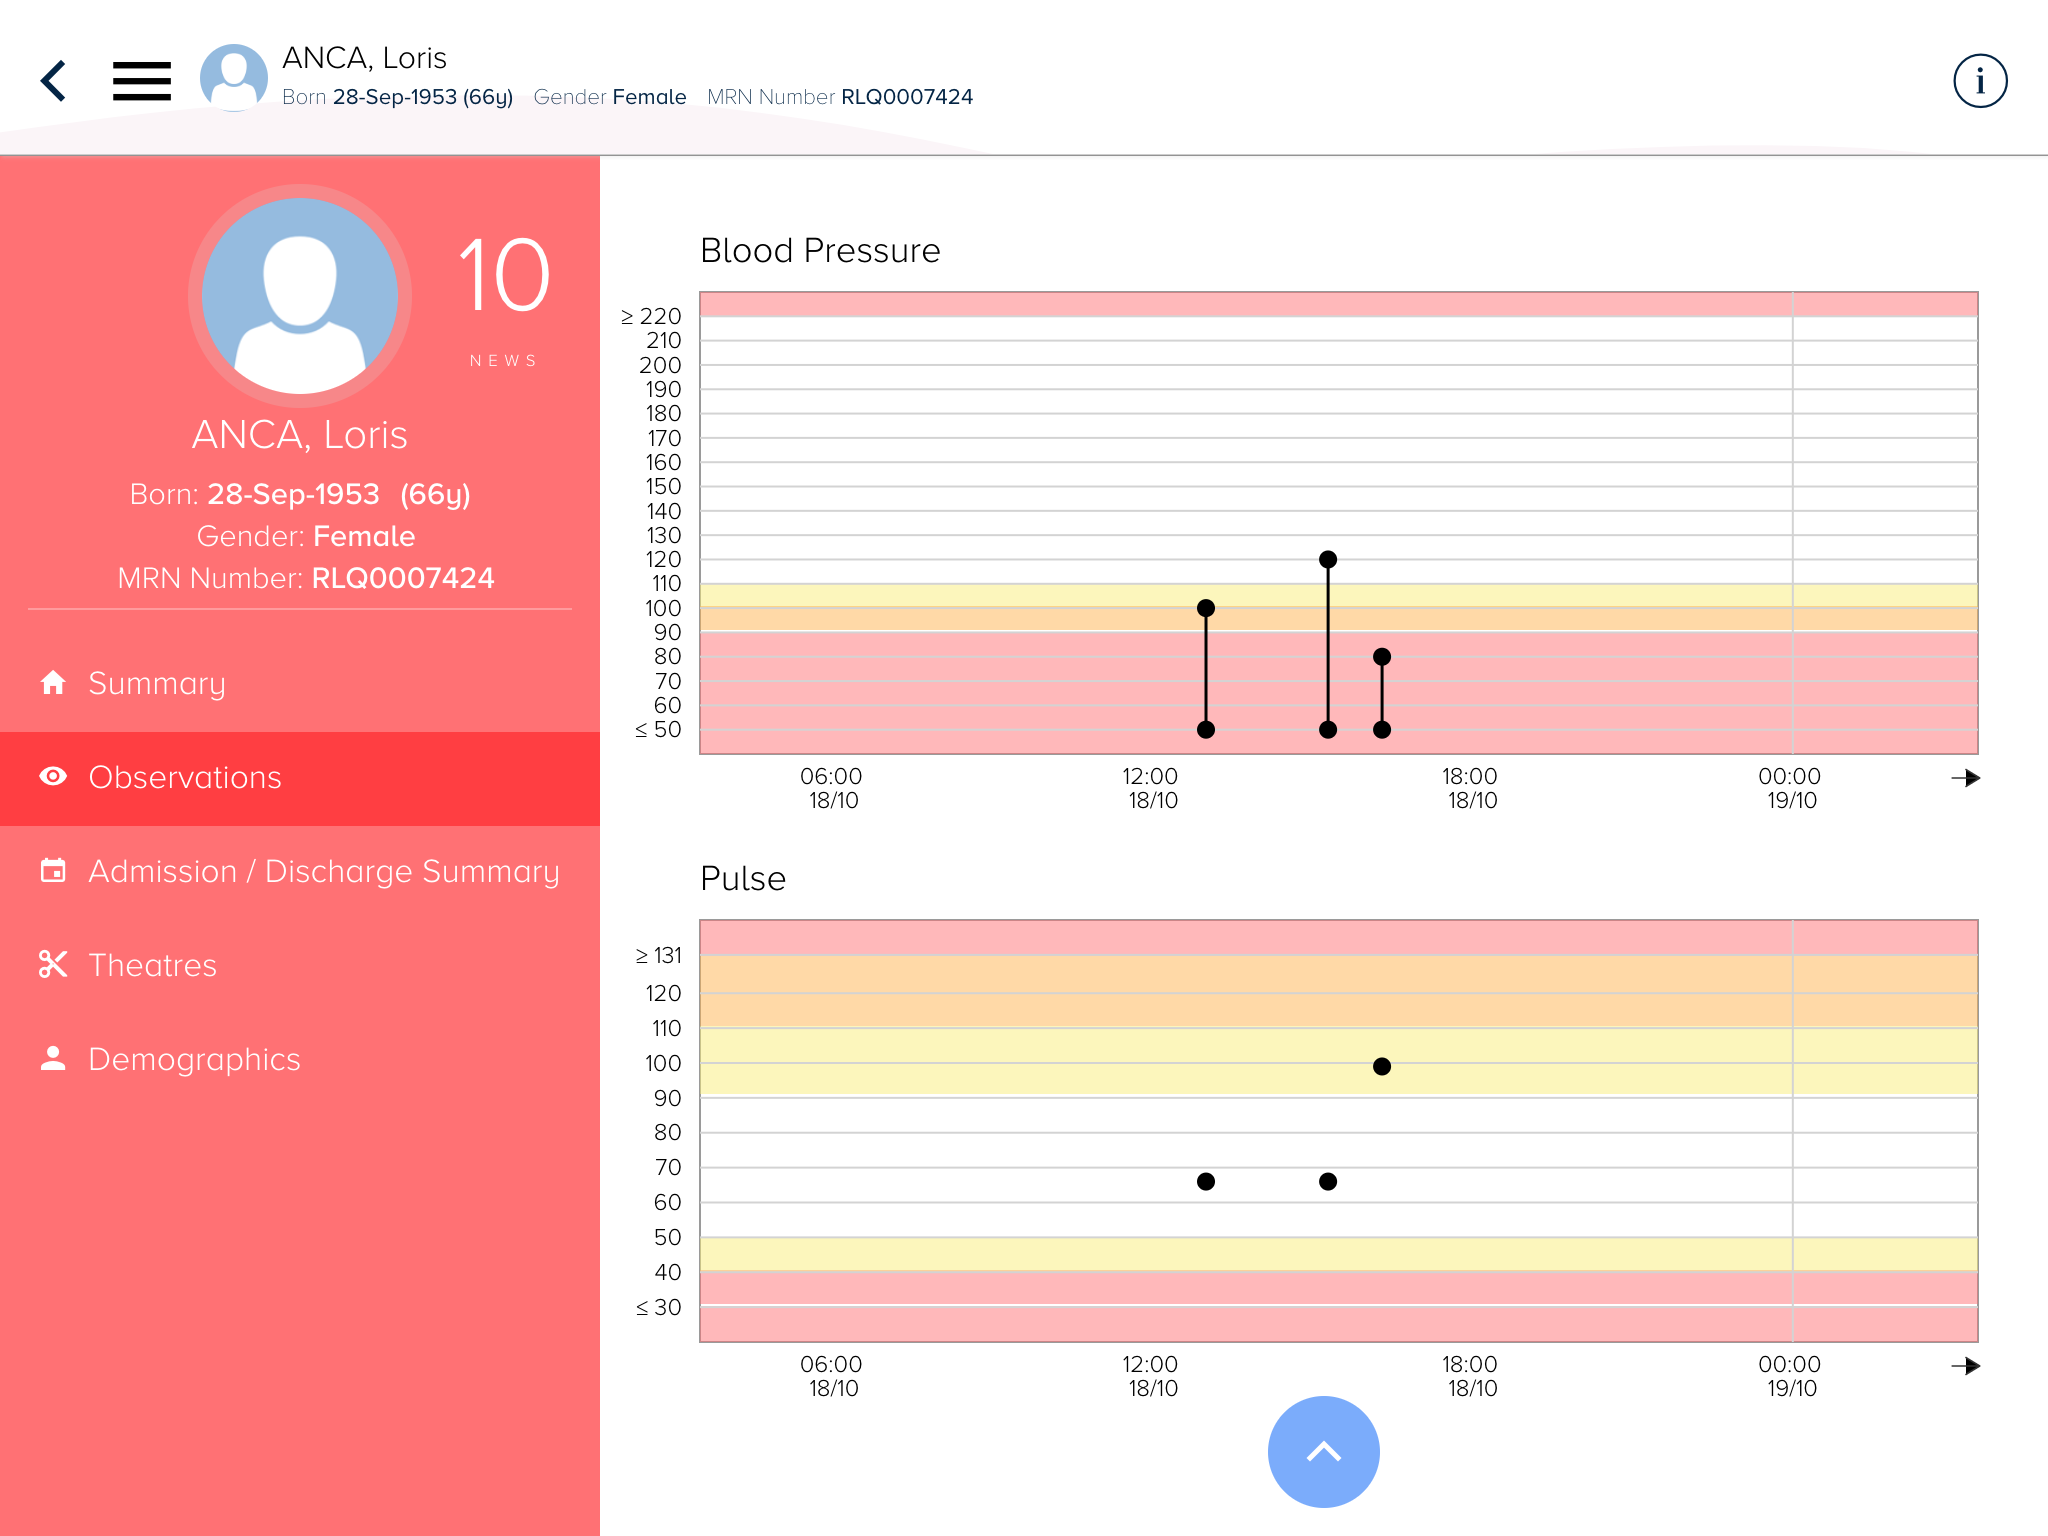 ANCA, Loris
Born 28-Sep-1953 (66y) Gender Female MRN Number RLQ0007424
i
10
NEWS
ANCA, Loris
Born: 28-Sep-1953 (66y)
Gender: Female
MRN Number: RLQ0007424
Summary
Observations
Admission / Discharge Summary
Theatres
Demographics
Blood Pressure
≥ 220
210
200
190
180
170
160
150
140
130
120
110
100
90
80
70
60
≤ 50
06:00 12:00 18:00 00:00
18/10 18/10 18/10 19/10
Pulse
≥ 131
120
110
100
90
80
70
60
50
40
≤ 30
06:00 12:00 18:00 00:00
18/10 18/10 18/10 19/10